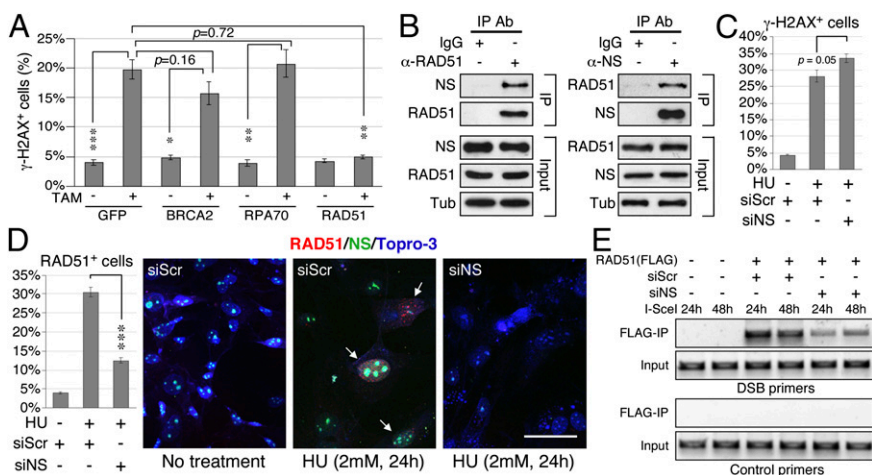 A
p=0.72
p=0.16
γ-H2AX+ cells (%)
25%
20%
15%
10%
5%
0%
***
*
**
**
TAM - + - + - + - +
GFP BRCA2 RPA70 RAD51
B
IP Ab
IgG
α-RAD51
- +
+ -
NS
RAD51
IP
NS
RAD51
Tub
Input
IP Ab
IgG
α-NS
+ -
- +
RAD51
NS
IP
RAD51
NS
Tub
Input
C
γ-H2AX+ cells
40%
35%
30%
25%
20%
15%
10%
5%
0%
p = 0.05
HU - + +
siScr + + -
siNS - - +
D
RAD51+ cells
35%
30%
25%
20%
15%
10%
5%
0%
***
HU - + +
siScr + + -
siNS - - +
RAD51/NS/Topro-3
siScr
siScr
siNS
No treatment
HU (2mM, 24h)
HU (2mM, 24h)
E
RAD51(FLAG) - - + + + +
siScr - - + + - -
siNS - - - - + +
I-SceI 24h 48h 24h 48h 24h 48h
FLAG-IP
Input
DSB primers
FLAG-IP
Input
Control primers